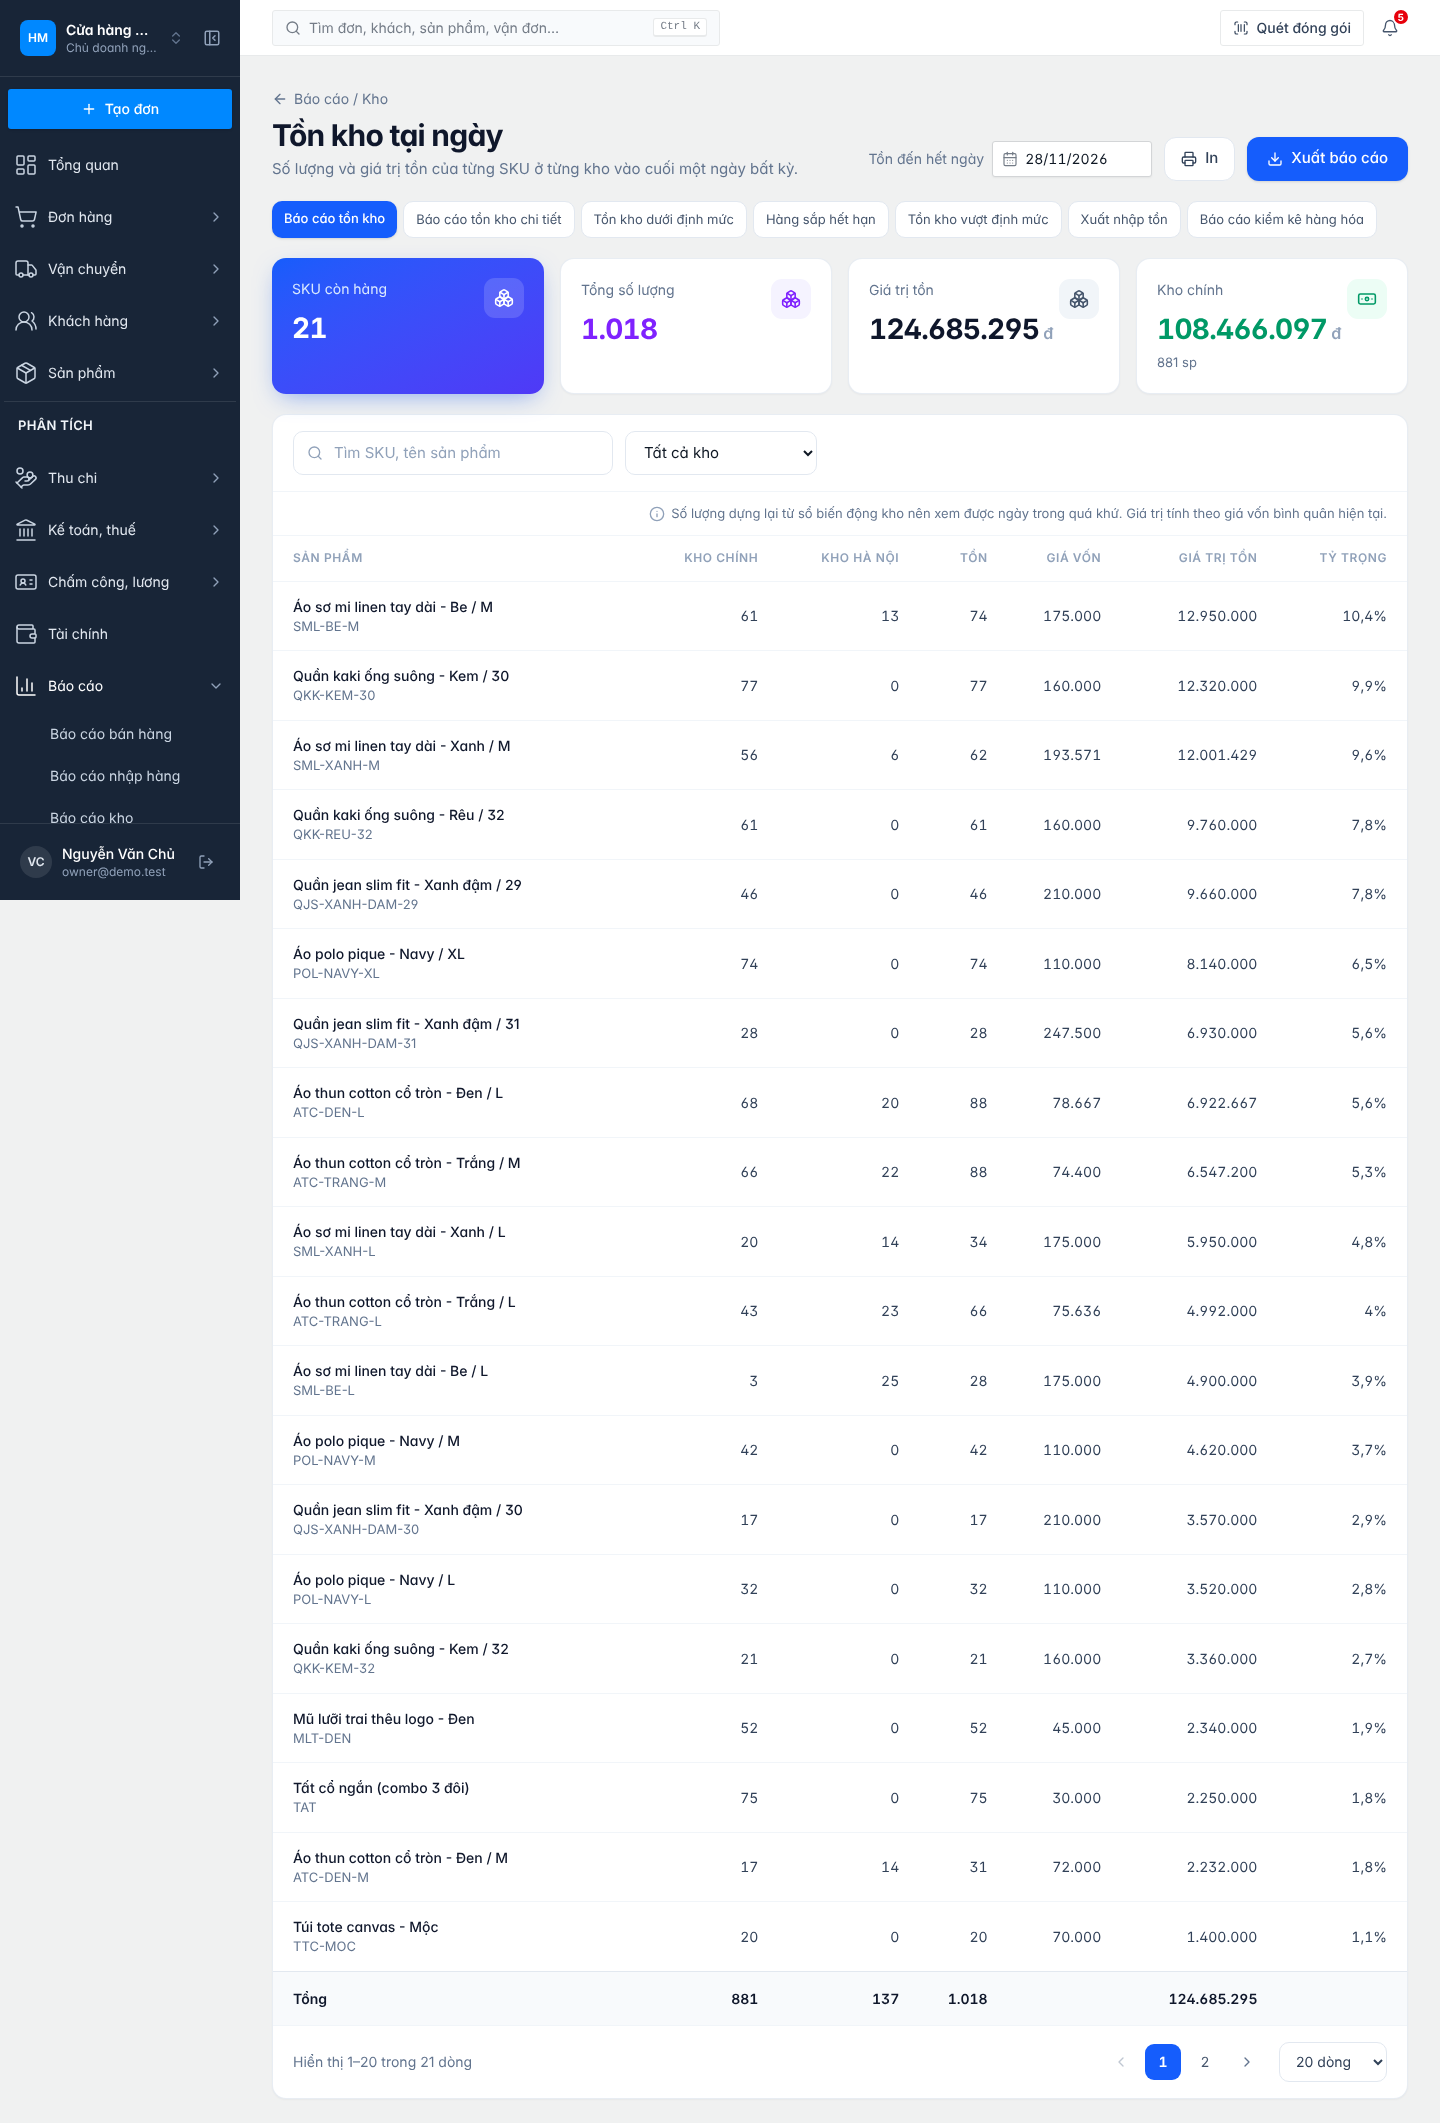 HM
Cửa hàng ...
Chủ doanh ng...
Tìm đơn, khách, sản phẩm, vận đơn...
Ctrl K
Quét đóng gói
5
Tạo đơn
Tổng quan
Đơn hàng
Vận chuyển
Khách hàng
Sản phẩm
PHÂN TÍCH
Thu chi
Kế toán, thuế
Chấm công, lương
Tài chính
Báo cáo
Báo cáo bán hàng
Báo cáo nhập hàng
Báo cáo kho
VC
Nguyễn Văn Chủ
owner@demo.test
Báo cáo / Kho
Tồn kho tại ngày
Số lượng và giá trị tồn của từng SKU ở từng kho vào cuối một ngày bất kỳ.
Tồn đến hết ngày
28/11/2026
In
Xuất báo cáo
Báo cáo tồn kho
Báo cáo tồn kho chi tiết
Tồn kho dưới định mức
Hàng sắp hết hạn
Tồn kho vượt định mức
Xuất nhập tồn
Báo cáo kiểm kê hàng hóa
SKU còn hàng
21
Tổng số lượng
1.018
Giá trị tồn
124.685.295 đ
Kho chính
108.466.097 đ
881 sp
Tìm SKU, tên sản phẩm
Tất cả kho
Số lượng dựng lại từ sổ biến động kho nên xem được ngày trong quá khứ. Giá trị tính theo giá vốn bình quân hiện tại.
SẢN PHẨM KHO CHÍNH KHO HÀ NỘI TỒN GIÁ VỐN GIÁ TRỊ TỒN TỶ TRỌNG
Áo sơ mi linen tay dài - Be / M
SML-BE-M
61 13 74 175.000 12.950.000 10,4%
Quần kaki ống suông - Kem / 30
QKK-KEM-30
77 0 77 160.000 12.320.000 9,9%
Áo sơ mi linen tay dài - Xanh / M
SML-XANH-M
56 6 62 193.571 12.001.429 9,6%
Quần kaki ống suông - Rêu / 32
QKK-REU-32
61 0 61 160.000 9.760.000 7,8%
Quần jean slim fit - Xanh đậm / 29
QJS-XANH-DAM-29
46 0 46 210.000 9.660.000 7,8%
Áo polo pique - Navy / XL
POL-NAVY-XL
74 0 74 110.000 8.140.000 6,5%
Quần jean slim fit - Xanh đậm / 31
QJS-XANH-DAM-31
28 0 28 247.500 6.930.000 5,6%
Áo thun cotton cổ tròn - Đen / L
ATC-DEN-L
68 20 88 78.667 6.922.667 5,6%
Áo thun cotton cổ tròn - Trắng / M
ATC-TRANG-M
66 22 88 74.400 6.547.200 5,3%
Áo sơ mi linen tay dài - Xanh / L
SML-XANH-L
20 14 34 175.000 5.950.000 4,8%
Áo thun cotton cổ tròn - Trắng / L
ATC-TRANG-L
43 23 66 75.636 4.992.000 4%
Áo sơ mi linen tay dài - Be / L
SML-BE-L
3 25 28 175.000 4.900.000 3,9%
Áo polo pique - Navy / M
POL-NAVY-M
42 0 42 110.000 4.620.000 3,7%
Quần jean slim fit - Xanh đậm / 30
QJS-XANH-DAM-30
17 0 17 210.000 3.570.000 2,9%
Áo polo pique - Navy / L
POL-NAVY-L
32 0 32 110.000 3.520.000 2,8%
Quần kaki ống suông - Kem / 32
QKK-KEM-32
21 0 21 160.000 3.360.000 2,7%
Mũ lưỡi trai thêu logo - Đen
MLT-DEN
52 0 52 45.000 2.340.000 1,9%
Tất cổ ngắn (combo 3 đôi)
TAT
75 0 75 30.000 2.250.000 1,8%
Áo thun cotton cổ tròn - Đen / M
ATC-DEN-M
17 14 31 72.000 2.232.000 1,8%
Túi tote canvas - Mộc
TTC-MOC
20 0 20 70.000 1.400.000 1,1%
Tổng 881 137 1.018 124.685.295
Hiển thị 1–20 trong 21 dòng
1
2
20 dòng